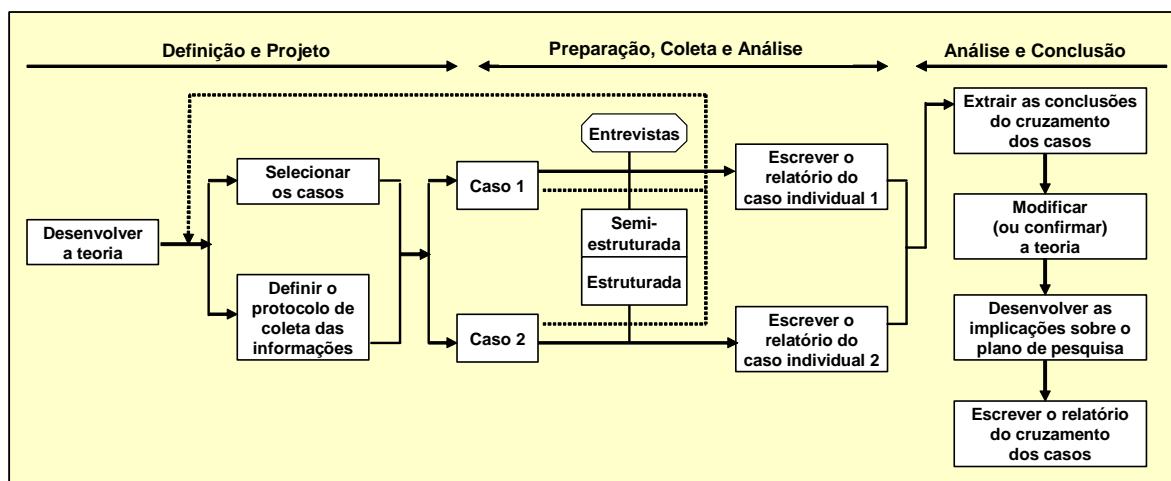 Definição e Projeto
Preparação, Coleta e Análise
Análise e Conclusão
Desenvolver
a teoria
Selecionar
os casos
Definir o
protocolo de
coleta das
informações
Caso 1
Caso 2
Entrevistas
Semi-
estruturada
Estruturada
Escrever o
relatório do
caso individual 1
Escrever o
relatório do
caso individual 2
Extrair as conclusões
do cruzamento
dos casos
Modificar
(ou confirmar)
a teoria
Desenvolver as
implicações sobre o
plano de pesquisa
Escrever o relatório
do cruzamento
dos casos